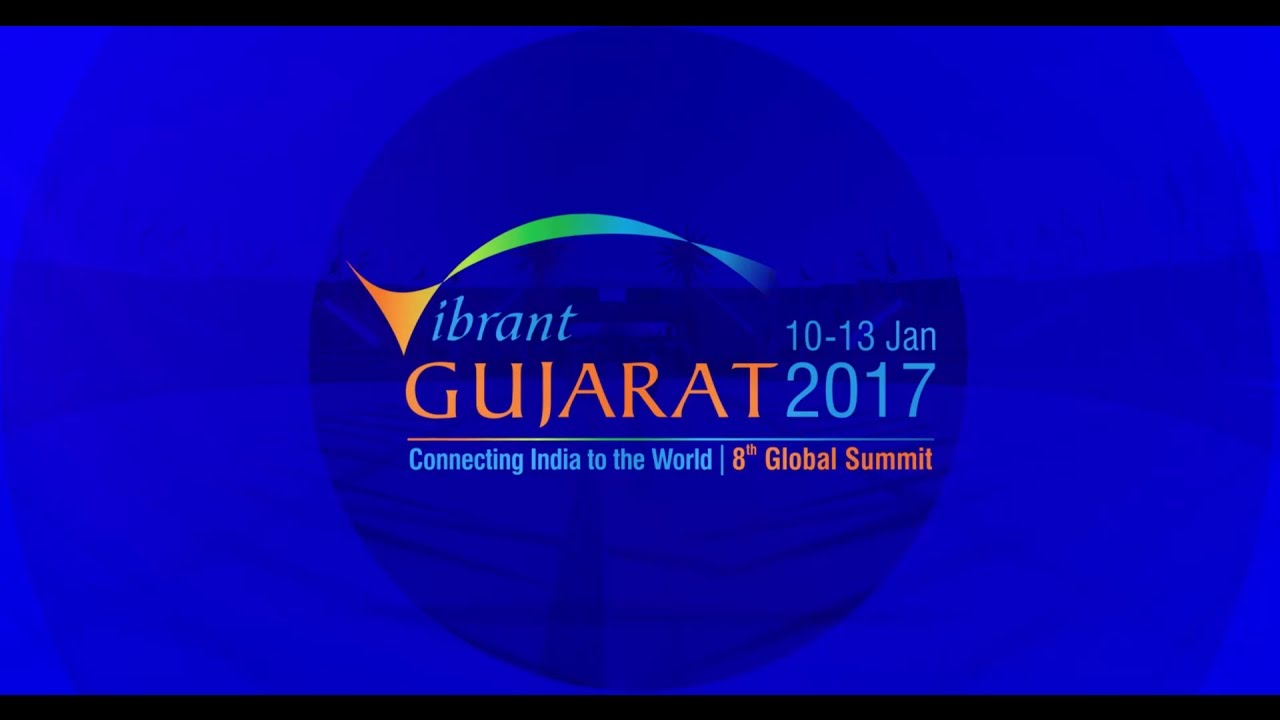 Vibrant
GUJARAT
10-13 Jan
2017
Connecting India to the World | 8th Global Summit